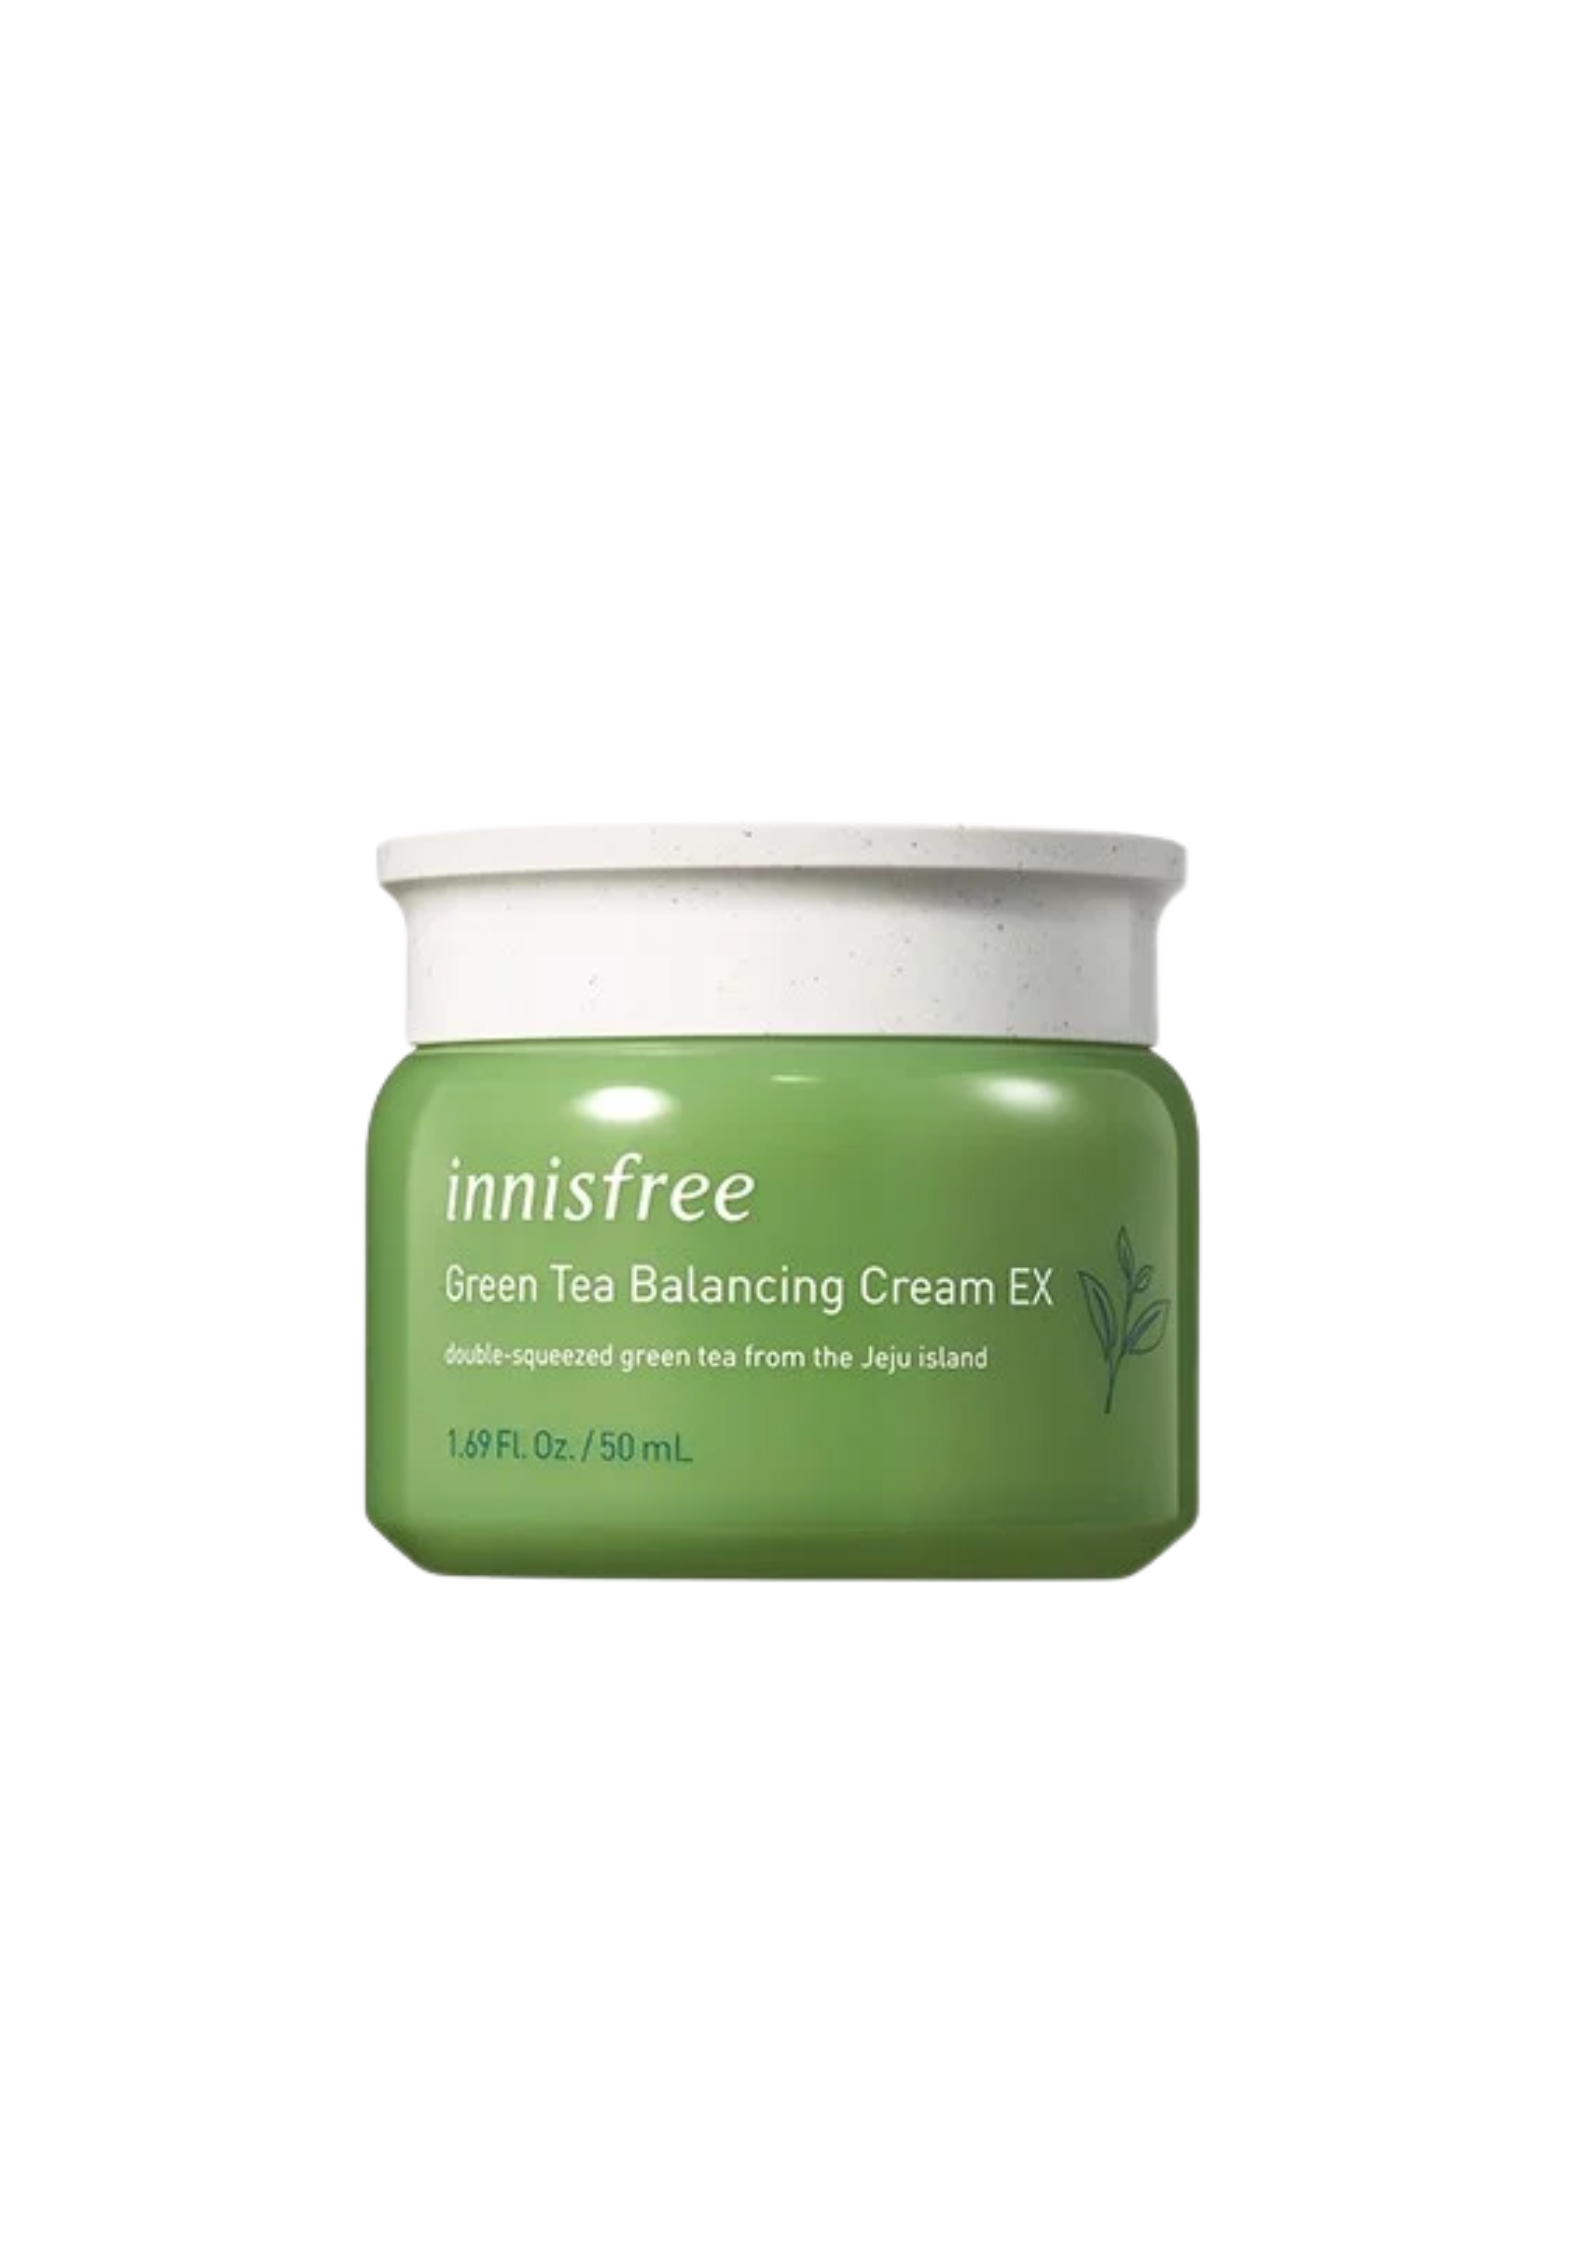 innisfree
Green Tea Balancing Cream EX
double-squeezed green tea from the Jeju island
1.69 Fl. Oz. / 50 mL